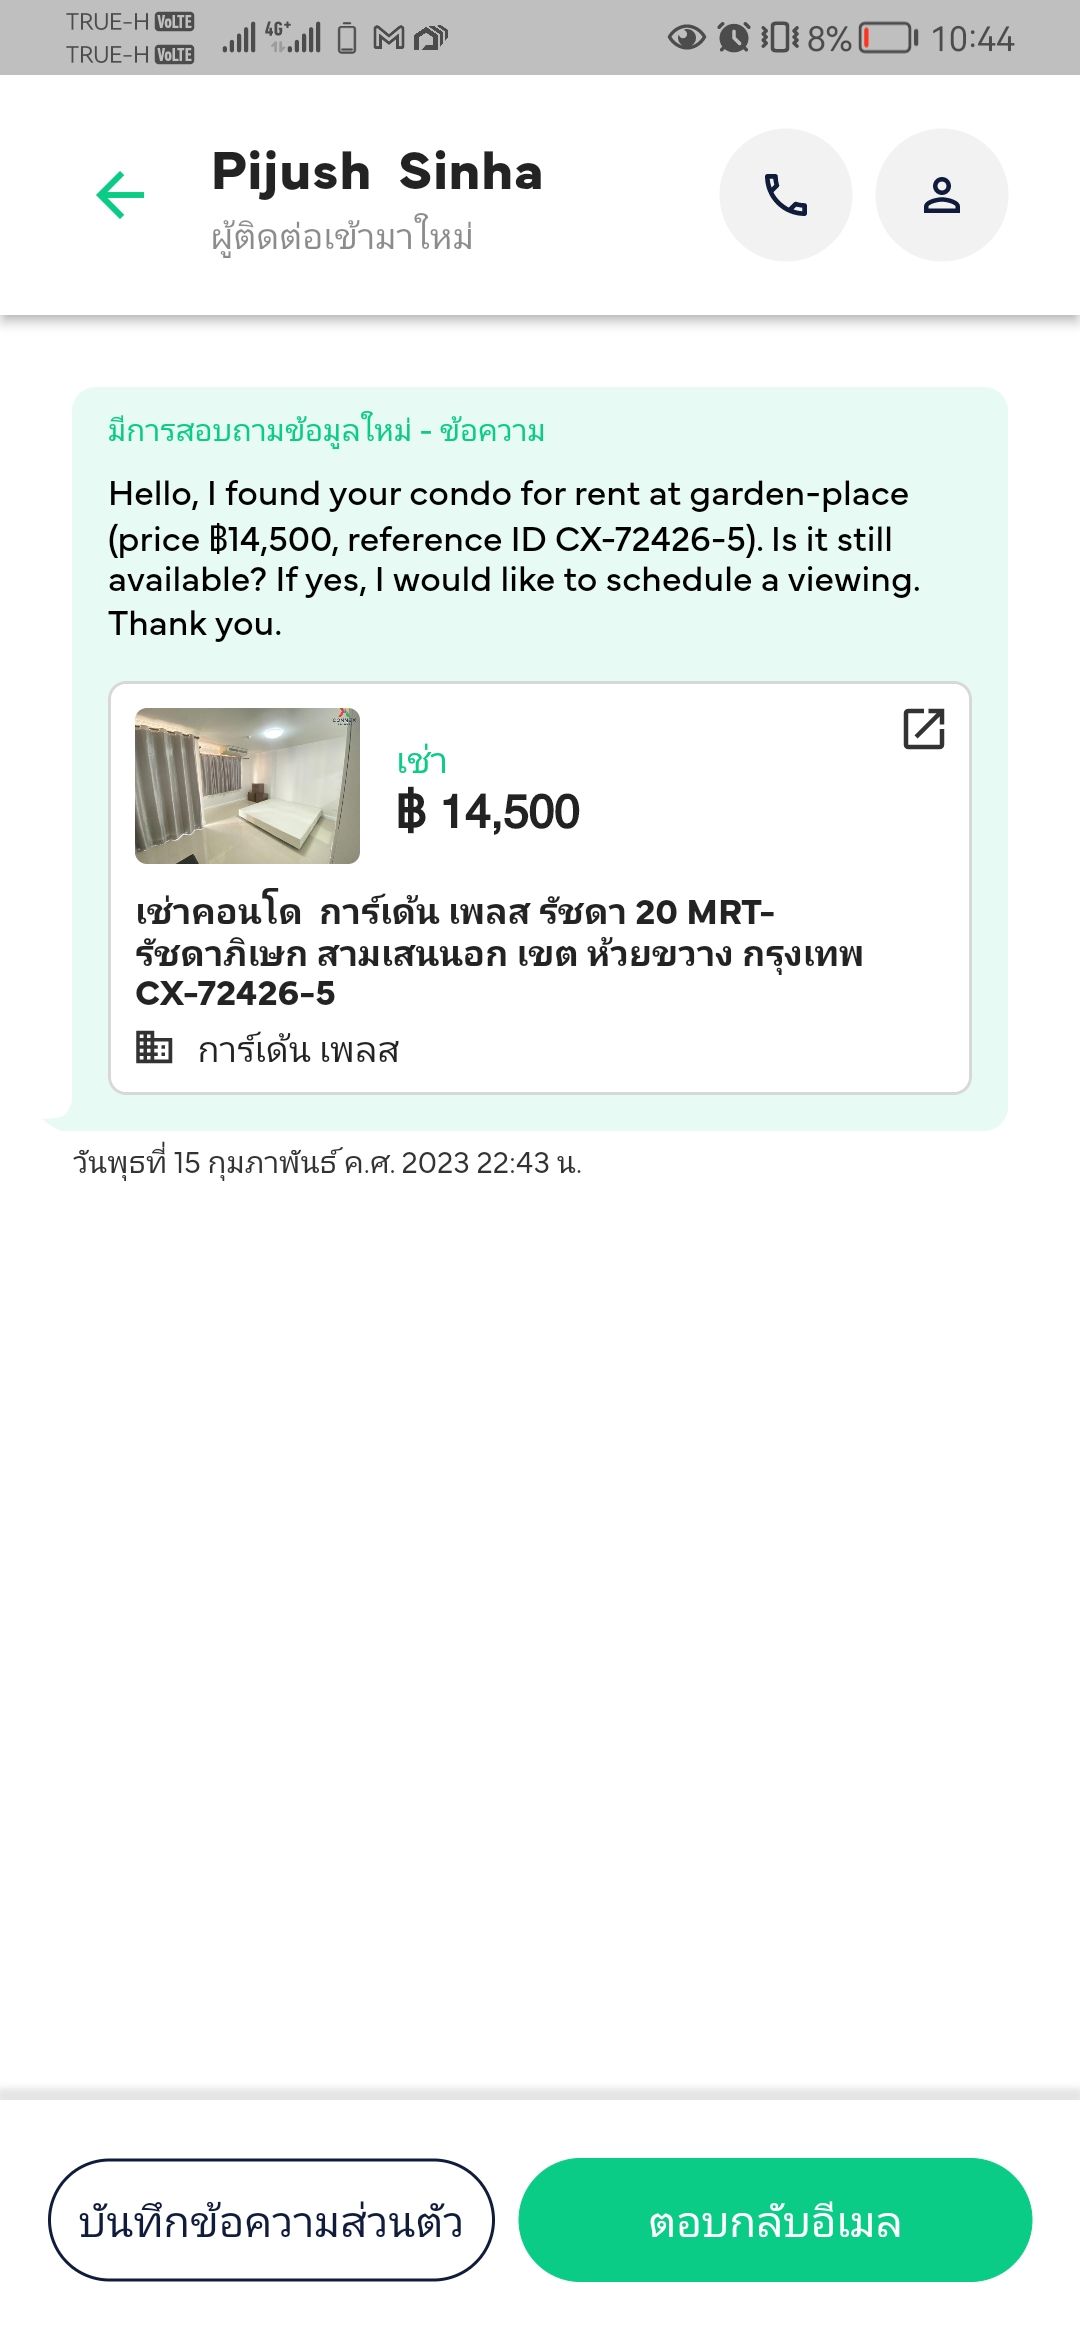 TRUE-H VoLTE
TRUE-H VoLTE
4G+
8%
10:44
Pijush Sinha
ผู้ติดต่อเข้ามาใหม่
มีการสอบถามข้อมูลใหม่ - ข้อความ
Hello, I found your condo for rent at garden-place
(price ฿14,500, reference ID CX-72426-5). Is it still
available? If yes, I would like to schedule a viewing.
Thank you.
CONNEX
เช่า
฿ 14,500
เช่าคอนโด การ์เด้น เพลส รัชดา 20 MRT-
รัชดาภิเษก สามเสนนอก เขต ห้วยขวาง กรุงเทพ
CX-72426-5
การ์เด้น เพลส
วันพุธที่ 15 กุมภาพันธ์ ค.ศ. 2023 22:43 น.
บันทึกข้อความส่วนตัว
ตอบกลับอีเมล